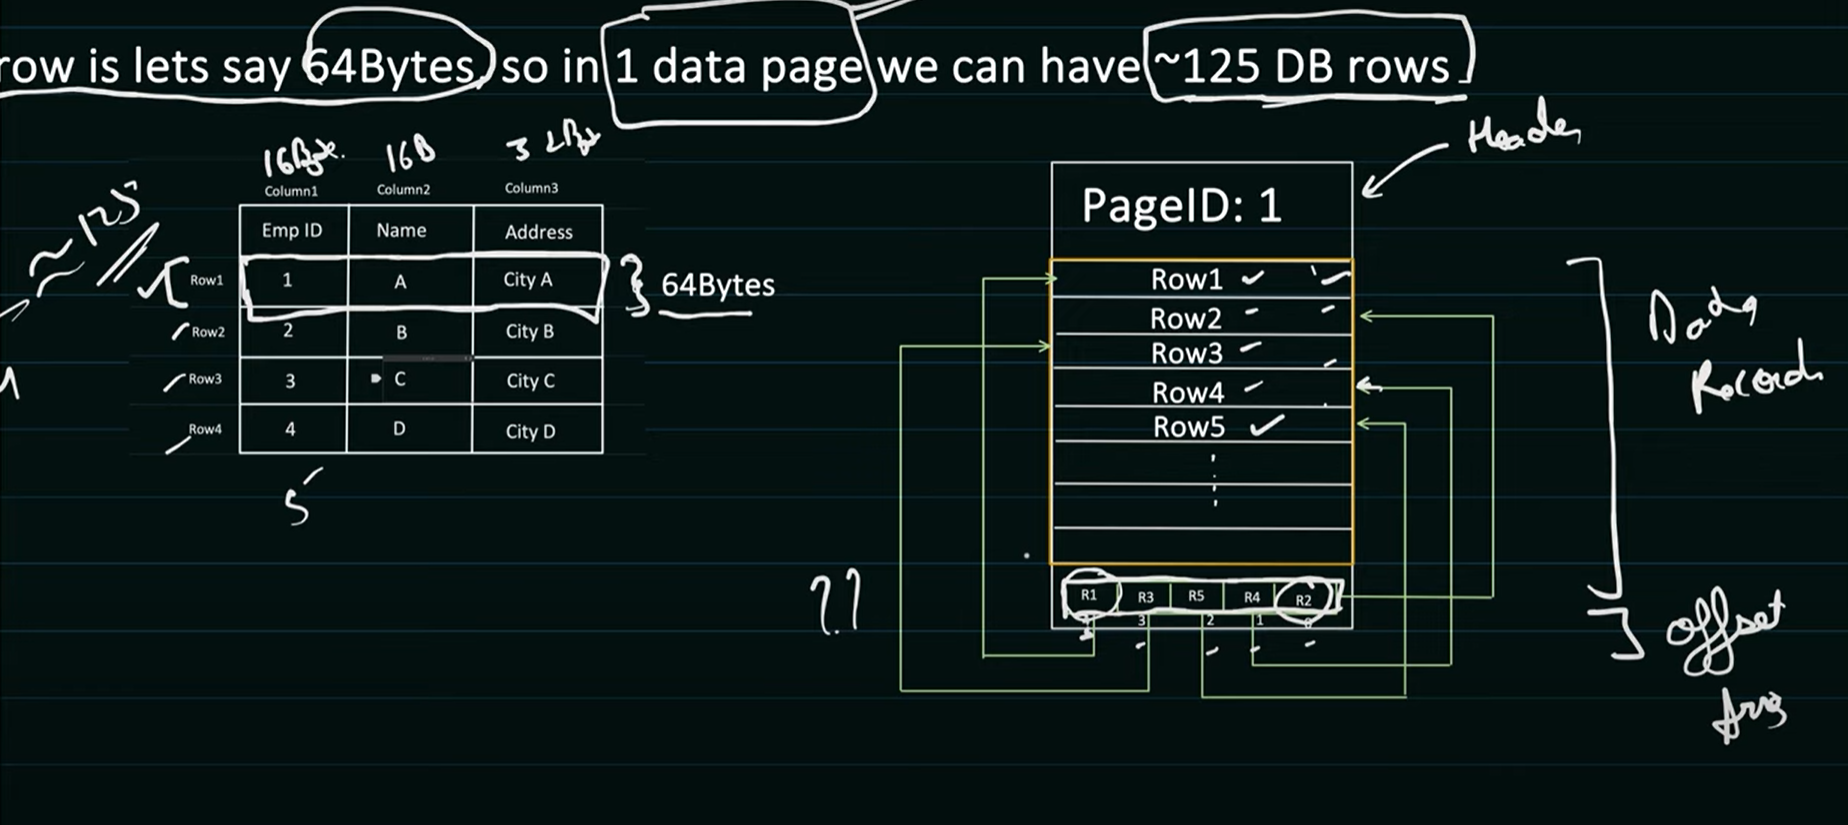 row is lets say 64Bytes, so in 1 data page we can have ~125 DB rows
Header
16Byte. 16B 32Byte
Column1 Column2 Column3
≈ 125
Emp ID Name Address
Row1 1 A City A
64Bytes
Row2 2 B City B
Row3 3 C City C
Row4 4 D City D
5
PageID: 1
Row1
Row2
Row3
Row4
Row5
Data
Records
??
R1 R3 R5 R4 R2
3 2 1 0
Offset